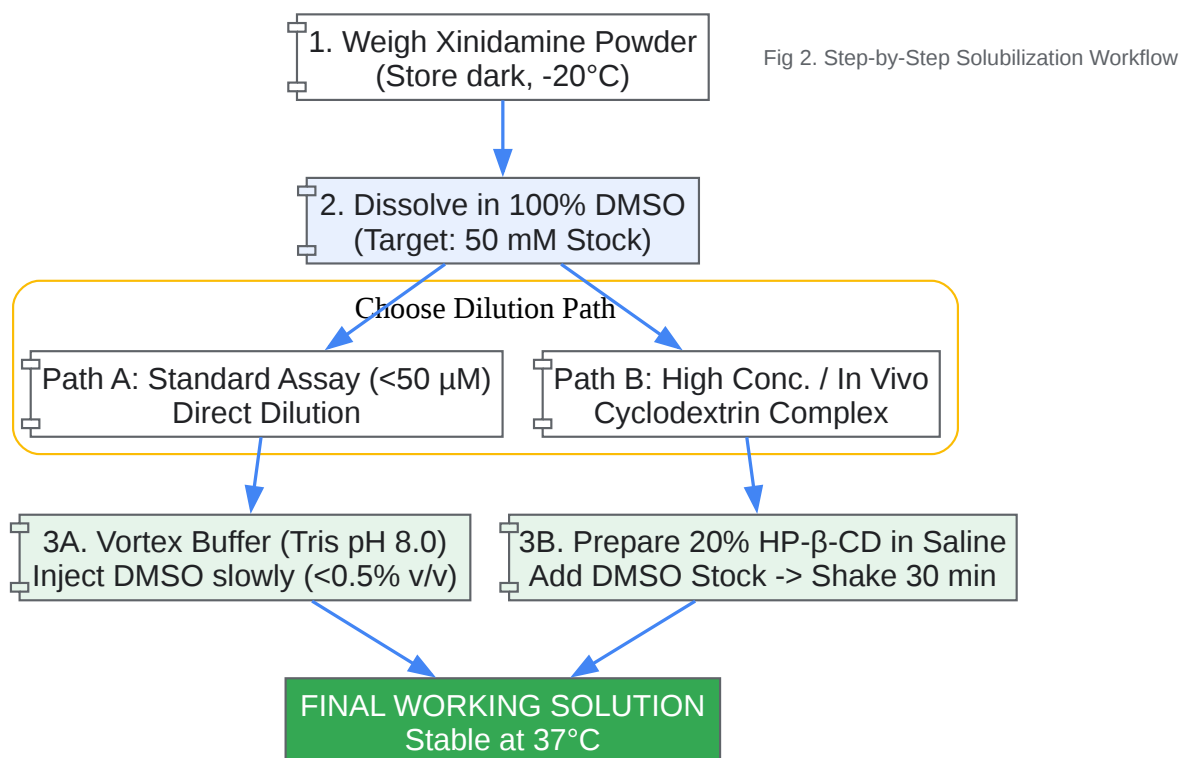 1. Weigh Xinidamine Powder
(Store dark, -20°C)
Fig 2. Step-by-Step Solubilization Workflow
2. Dissolve in 100% DMSO
(Target: 50 mM Stock)
Choose Dilution Path
Path A: Standard Assay (<50 µM)
Direct Dilution
Path B: High Conc. / In Vivo
Cyclodextrin Complex
3A. Vortex Buffer (Tris pH 8.0)
Inject DMSO slowly (<0.5% v/v)
3B. Prepare 20% HP-β-CD in Saline
Add DMSO Stock -> Shake 30 min
FINAL WORKING SOLUTION
Stable at 37°C